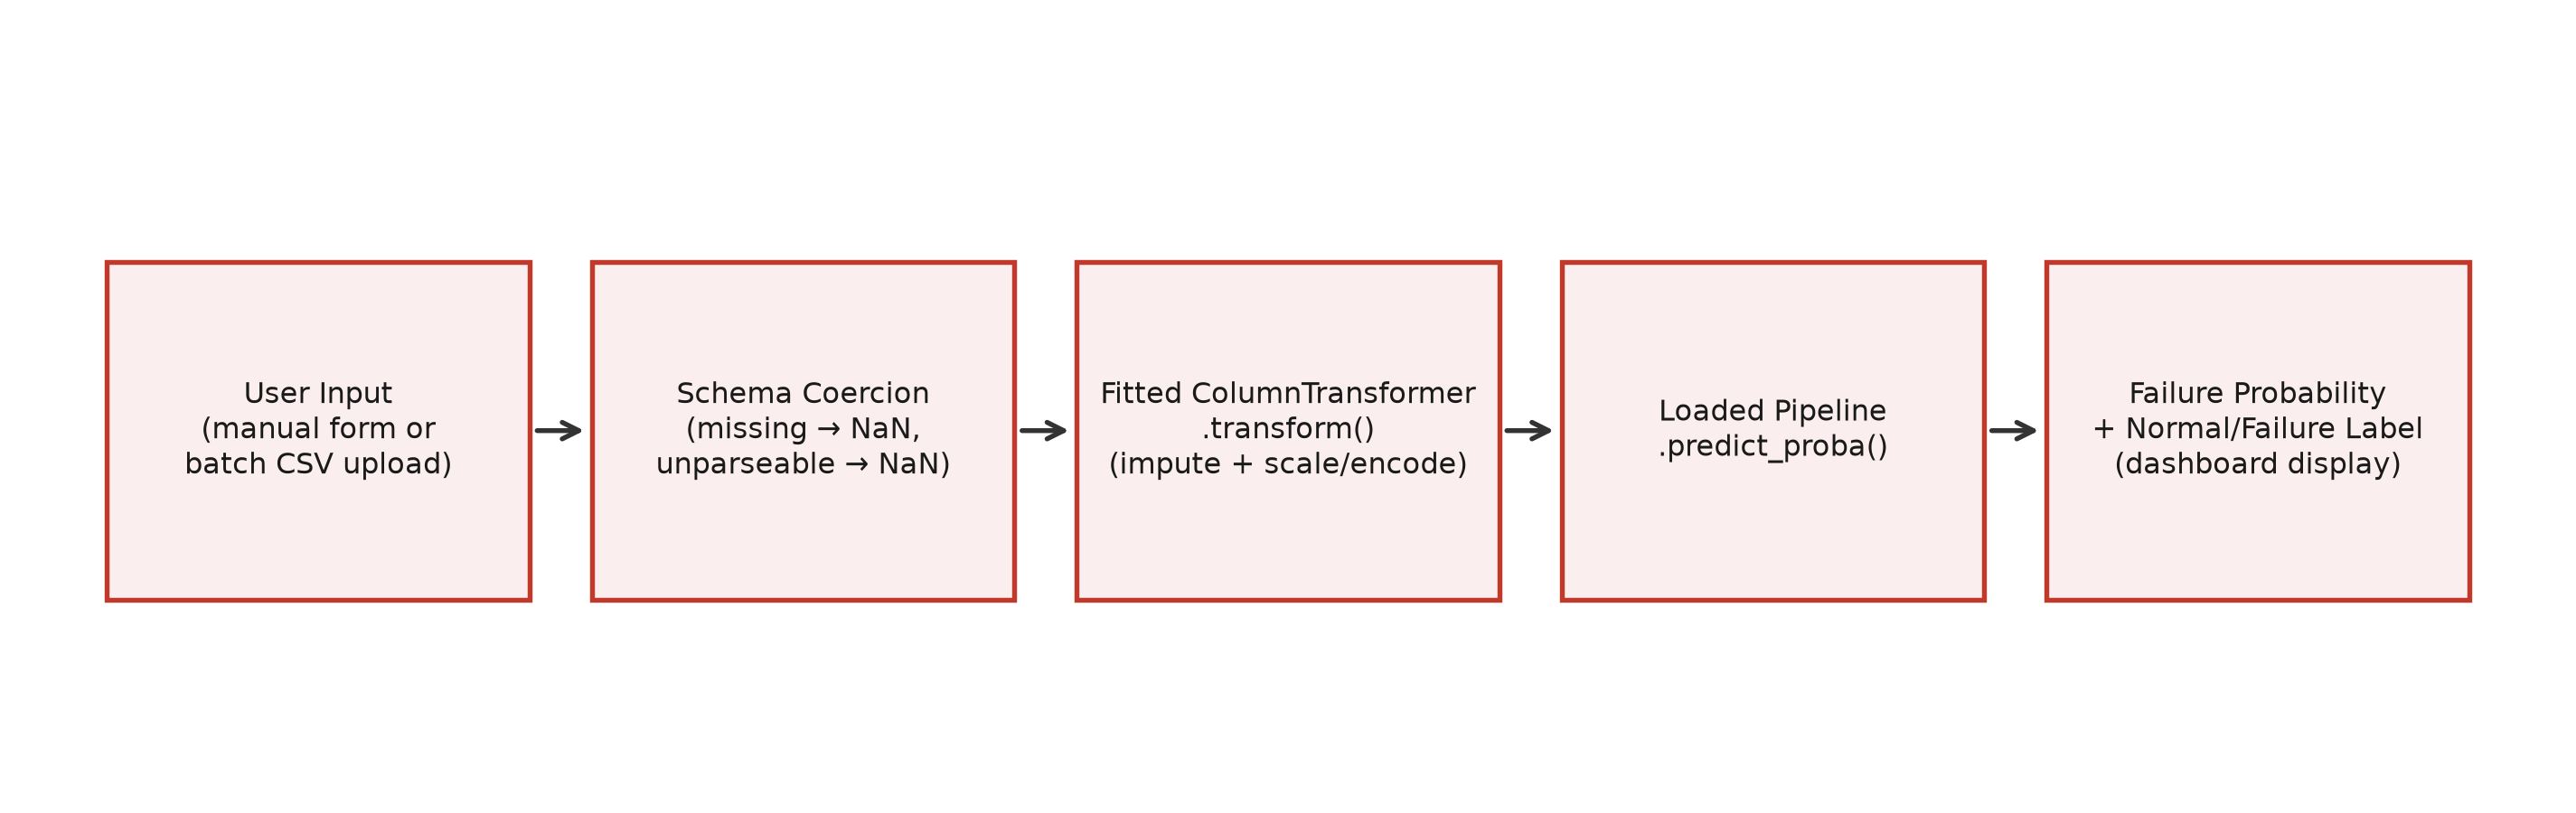 User Input
(manual form or
batch CSV upload)
Schema Coercion
(missing → NaN,
unparseable → NaN)
Fitted ColumnTransformer
.transform()
(impute + scale/encode)
Loaded Pipeline
.predict_proba()
Failure Probability
+ Normal/Failure Label
(dashboard display)